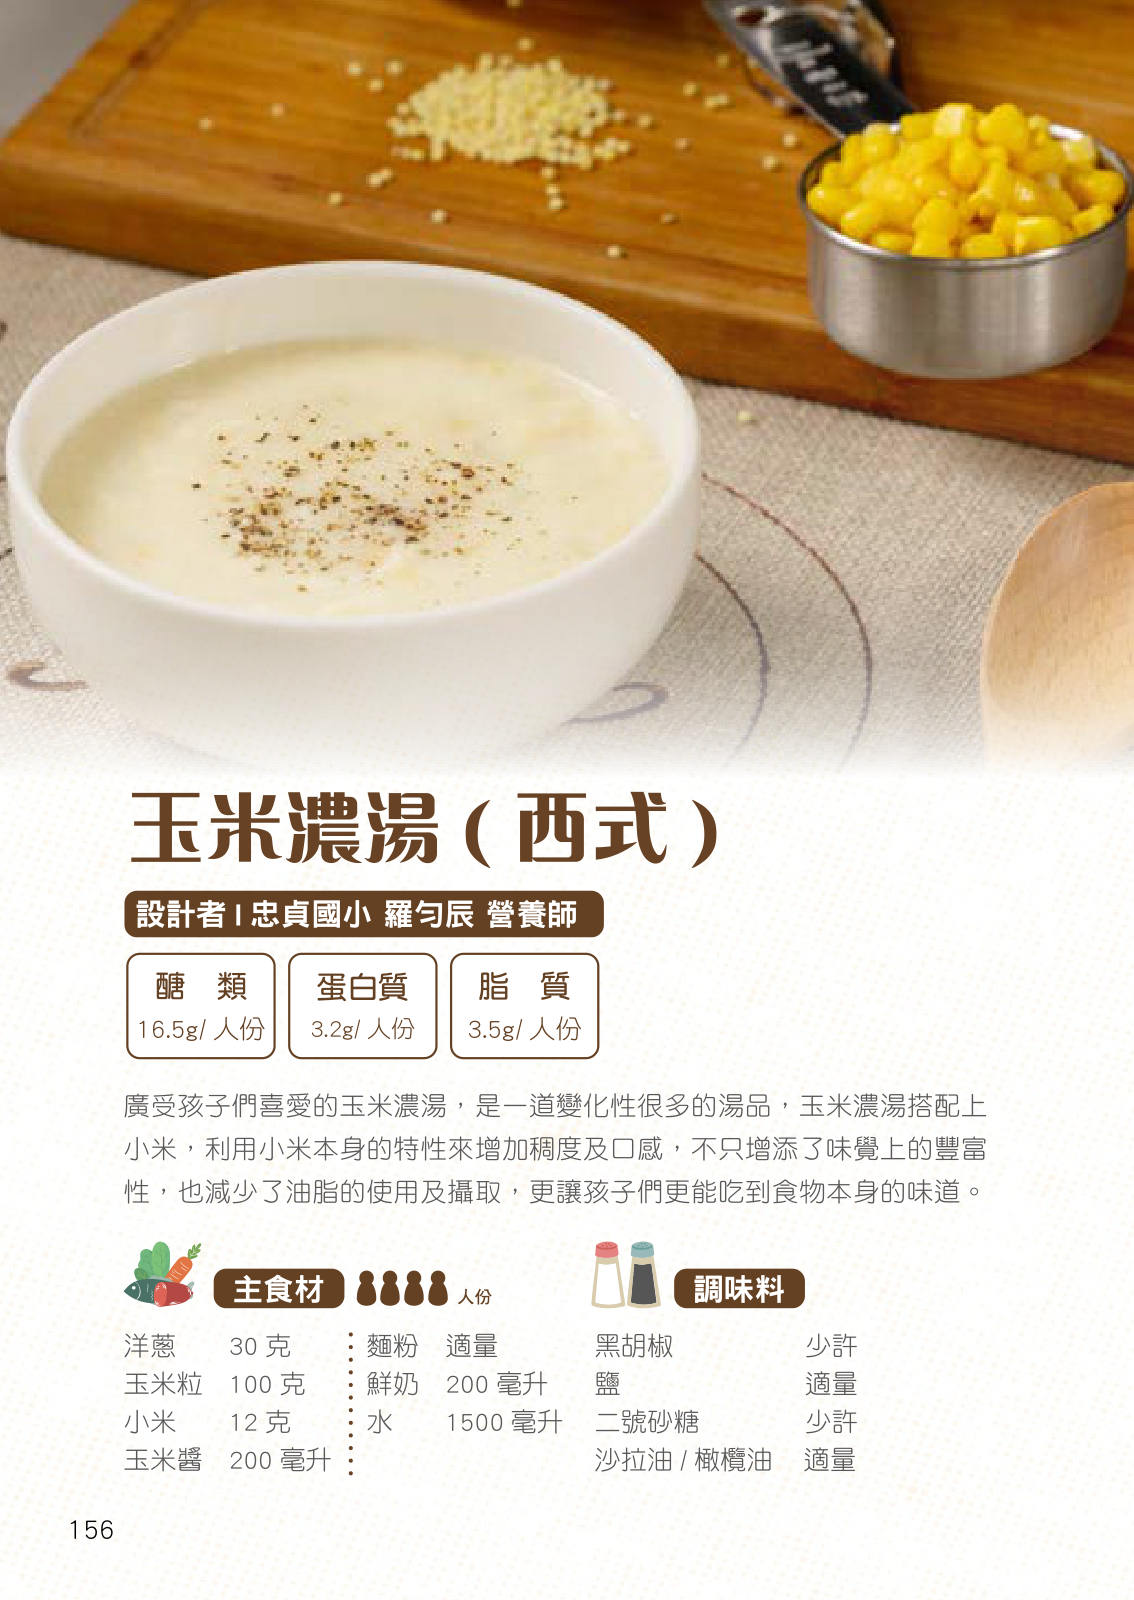 玉米濃湯(西式)
設計者 I 忠貞國小 羅勻辰 營養師
醣 類 蛋白質 脂 質
16.5g/ 人份 3.2g/ 人份 3.5g/ 人份
廣受孩子們喜愛的玉米濃湯,是一道變化性很多的湯品,玉米濃湯搭配上
小米,利用小米本身的特性來增加稠度及口感,不只增添了味覺上的豐富
性,也減少了油脂的使用及攝取,更讓孩子們更能吃到食物本身的味道。
主食材 人份
洋蔥 30 克
玉米粒 100 克
小米 12 克
玉米醬 200 毫升
麵粉 適量
鮮奶 200 毫升
水 1500 毫升
調味料
黑胡椒 少許
鹽 適量
二號砂糖 少許
沙拉油 / 橄欖油 適量
156